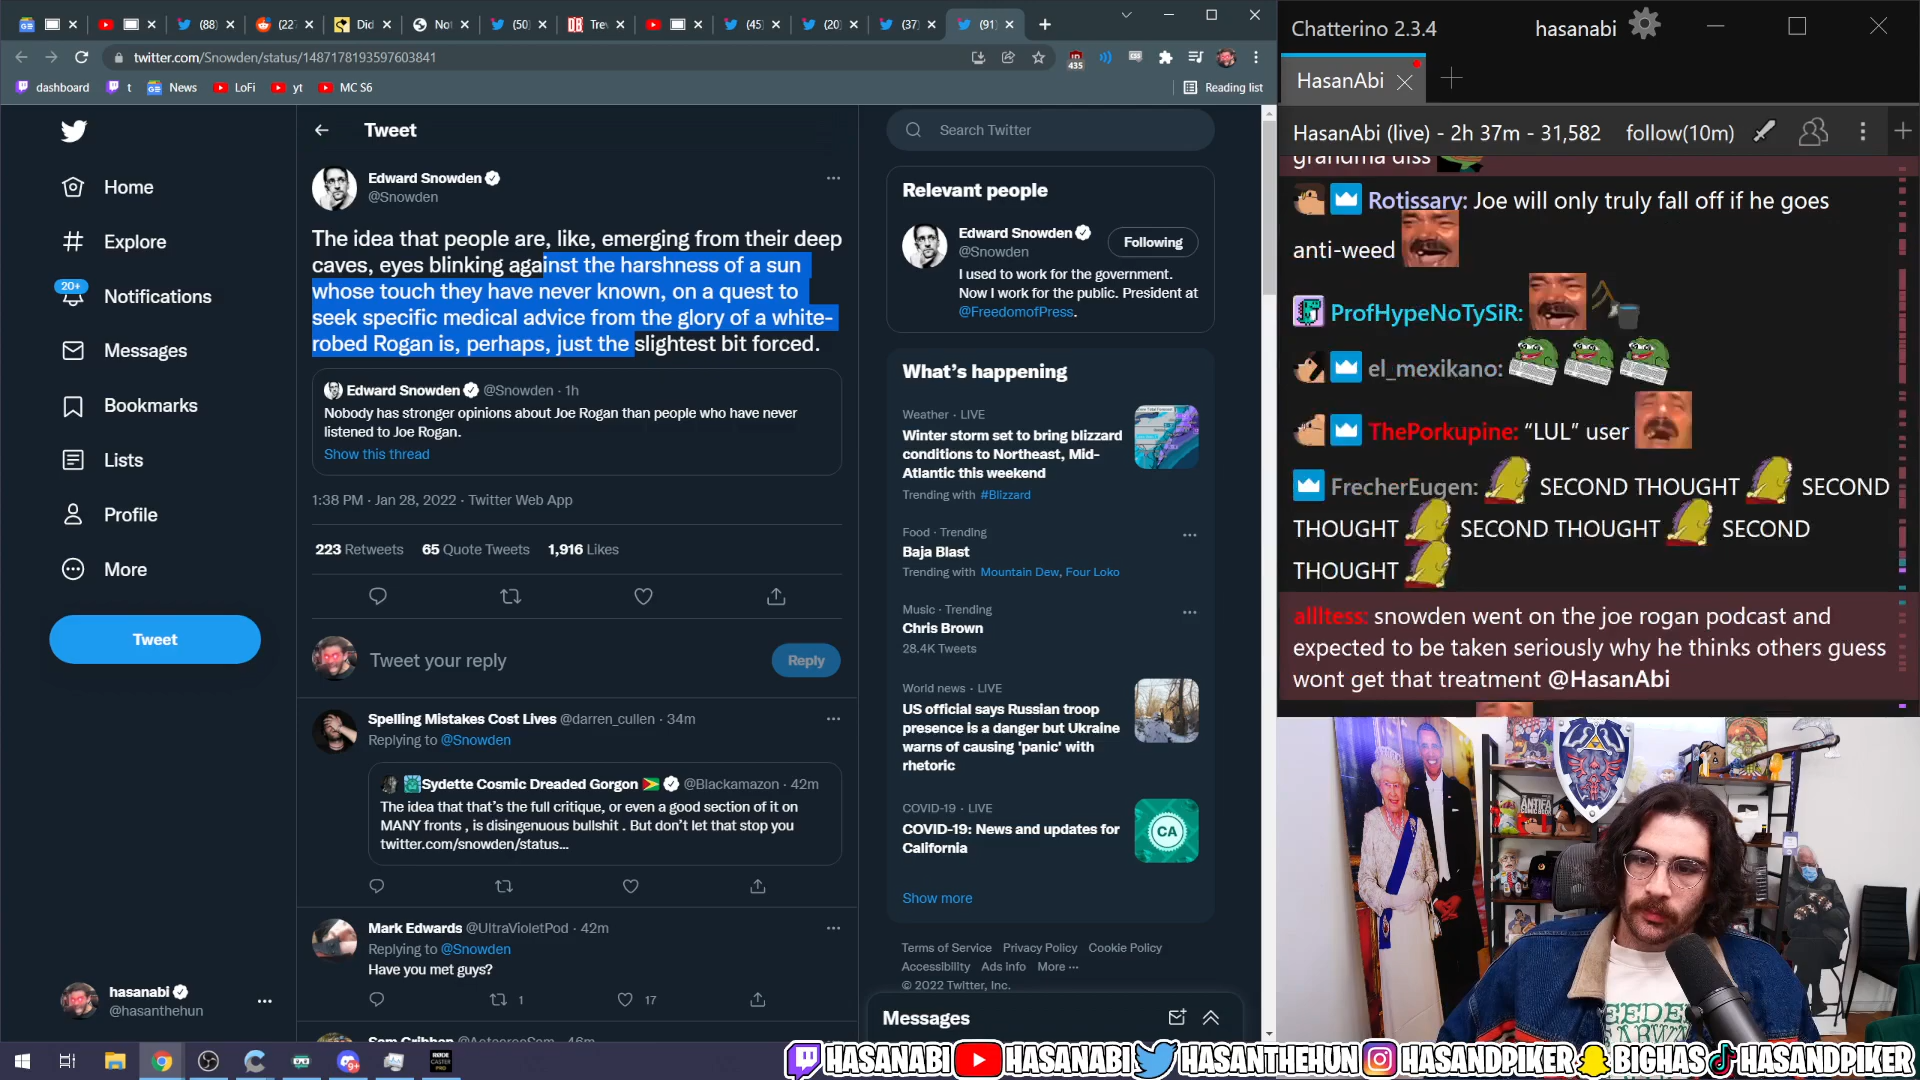 (88)
(22
Did
Not
(50)
Trev
(45)
(20)
(37)
(91)
twitter.com/Snowden/status/1487178193597603841
435
dashboard
t
News
LoFi
yt
MC S6
Reading list
Home
Explore
20+
Notifications
Messages
Bookmarks
Lists
Profile
More
Tweet
hasanabi
@hasanthehun
Tweet
Edward Snowden
@Snowden
The idea that people are, like, emerging from their deep
caves, eyes blinking against the harshness of a sun
whose touch they have never known, on a quest to
seek specific medical advice from the glory of a white-
robed Rogan is, perhaps, just the slightest bit forced.
Edward Snowden @Snowden · 1h
Nobody has stronger opinions about Joe Rogan than people who have never
listened to Joe Rogan.
Show this thread
1:38 PM · Jan 28, 2022 · Twitter Web App
223 Retweets 65 Quote Tweets 1,916 Likes
Tweet your reply
Reply
Spelling Mistakes Cost Lives @darren_cullen · 34m
Replying to @Snowden
Sydette Cosmic Dreaded Gorgon @Blackamazon · 42m
The idea that that's the full critique, or even a good section of it on
MANY fronts , is disingenuous bullshit . But don't let that stop you
twitter.com/snowden/status...
Mark Edwards @UltraVioletPod · 42m
Replying to @Snowden
Have you met guys?
1
17
Search Twitter
Relevant people
Edward Snowden
@Snowden
Following
I used to work for the government.
Now I work for the public. President at
@FreedomofPress.
What's happening
Weather · LIVE
Winter storm set to bring blizzard
conditions to Northeast, Mid-
Atlantic this weekend
Trending with #Blizzard
Food · Trending
Baja Blast
Trending with Mountain Dew, Four Loko
Music · Trending
Chris Brown
28.4K Tweets
World news · LIVE
US official says Russian troop
presence is a danger but Ukraine
warns of causing 'panic' with
rhetoric
COVID-19 · LIVE
COVID-19: News and updates for
California
CA
Show more
Terms of Service Privacy Policy Cookie Policy
Accessibility Ads info More ···
© 2022 Twitter, Inc.
Messages
Chatterino 2.3.4
hasanabi
HasanAbi
HasanAbi (live) - 2h 37m - 31,582 follow(10m)
grandma diss
Rotissary: Joe will only truly fall off if he goes
anti-weed
ProfHypeNoTySiR:
el_mexikano:
ThePorkupine: “LUL” user
FrecherEugen: SECOND THOUGHT SECOND
THOUGHT SECOND THOUGHT SECOND
THOUGHT
allltess: snowden went on the joe rogan podcast and
expected to be taken seriously why he thinks others guess
wont get that treatment @HasanAbi
ANTIFA
HASANABI HASANABI HASANTHEHUN HASANDPIKER BIGHAS HASANDPIKER